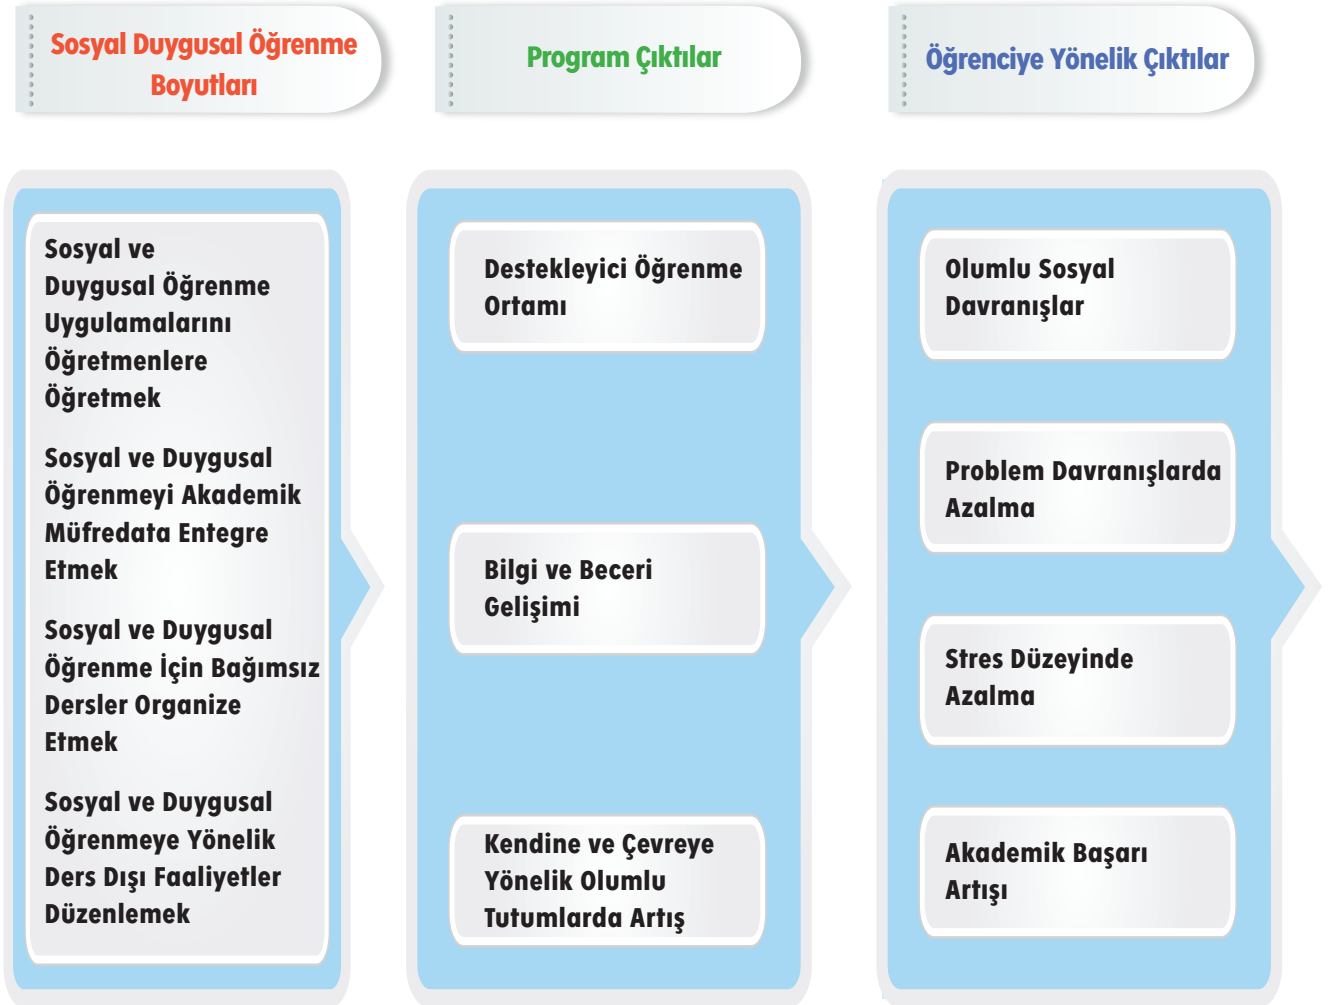 Sosyal Duygusal Öğrenme
Boyutları
Program Çıktılar
Öğrenciye Yönelik Çıktılar
Sosyal ve
Duygusal Öğrenme
Uygulamalarını
Öğretmenlere
Öğretmek
Sosyal ve Duygusal
Öğrenmeyi Akademik
Müfredata Entegre
Etmek
Sosyal ve Duygusal
Öğrenme İçin Bağımsız
Dersler Organize
Etmek
Sosyal ve Duygusal
Öğrenmeye Yönelik
Ders Dışı Faaliyetler
Düzenlemek
Destekleyici Öğrenme
Ortamı
Bilgi ve Beceri
Gelişimi
Kendine ve Çevreye
Yönelik Olumlu
Tutumlarda Artış
Olumlu Sosyal
Davranışlar
Problem Davranışlarda
Azalma
Stres Düzeyinde
Azalma
Akademik Başarı
Artışı